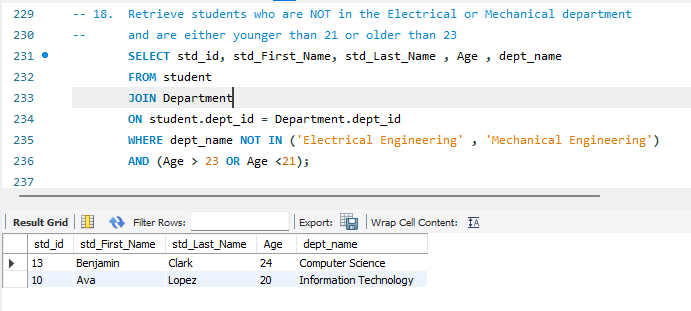 229 -- 18. Retrieve students who are NOT in the Electrical or Mechanical department
230 -- and are either younger than 21 or older than 23
231 SELECT std_id, std_First_Name, std_Last_Name , Age , dept_name
232 FROM student
233 JOIN Department
234 ON student.dept_id = Department.dept_id
235 WHERE dept_name NOT IN ('Electrical Engineering' , 'Mechanical Engineering')
236 AND (Age > 23 OR Age <21);
237
Result Grid Filter Rows: Export: Wrap Cell Content:
std_id std_First_Name std_Last_Name Age dept_name
13 Benjamin Clark 24 Computer Science
10 Ava Lopez 20 Information Technology